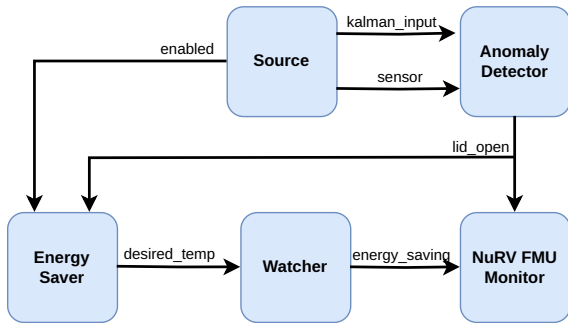 kalman_input
enabled
Source
Anomaly
Detector
sensor
lid_open
Energy
Saver
desired_temp
Watcher
energy_saving
NuRV FMU
Monitor